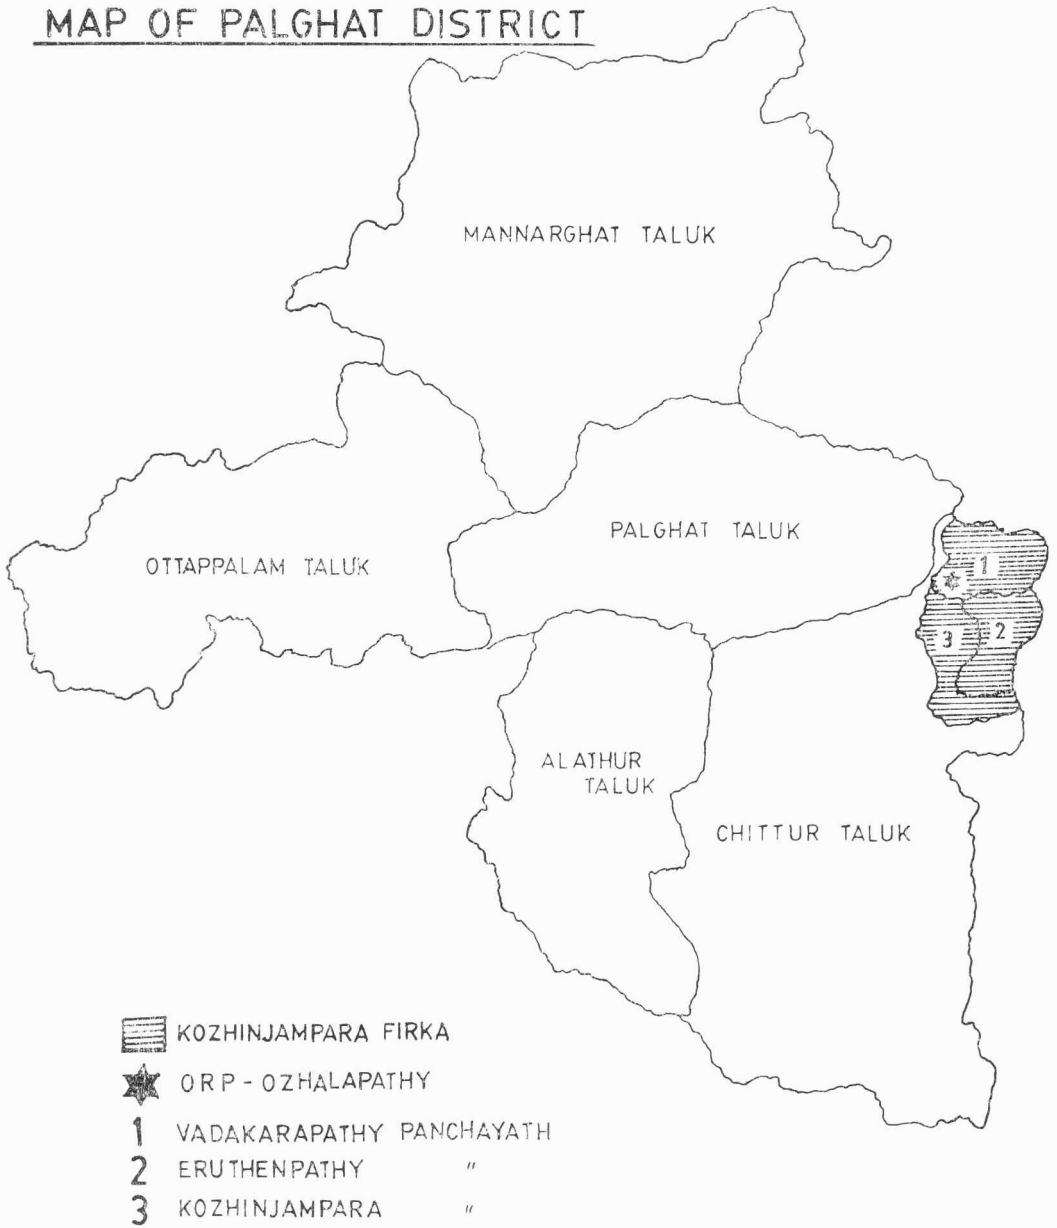 MAP OF PALGHAT DISTRICT
MANNARGHAT TALUK
PALGHAT TALUK
OTTAPPALAM TALUK
1
2
3
ALATHUR
TALUK
CHITTUR TALUK
KOZHINJAMPARA FIRKA
ORP-OZHALAPATHY
1 VADAKARAPATHY PANCHAYATH
2 ERUTHENPATHY "
3 KOZHINJAMPARA "